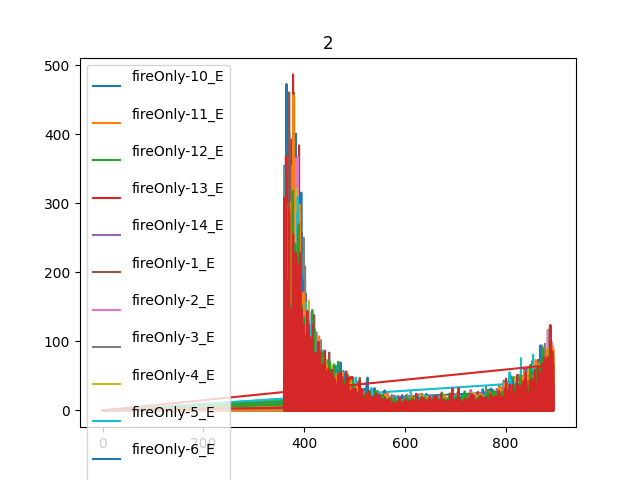 2
500
400
300
200
100
0
fireOnly-10_E
fireOnly-11_E
fireOnly-12_E
fireOnly-13_E
fireOnly-14_E
fireOnly-1_E
fireOnly-2_E
fireOnly-3_E
fireOnly-4_E
fireOnly-5_E
fireOnly-6_E
0 200 400 600 800